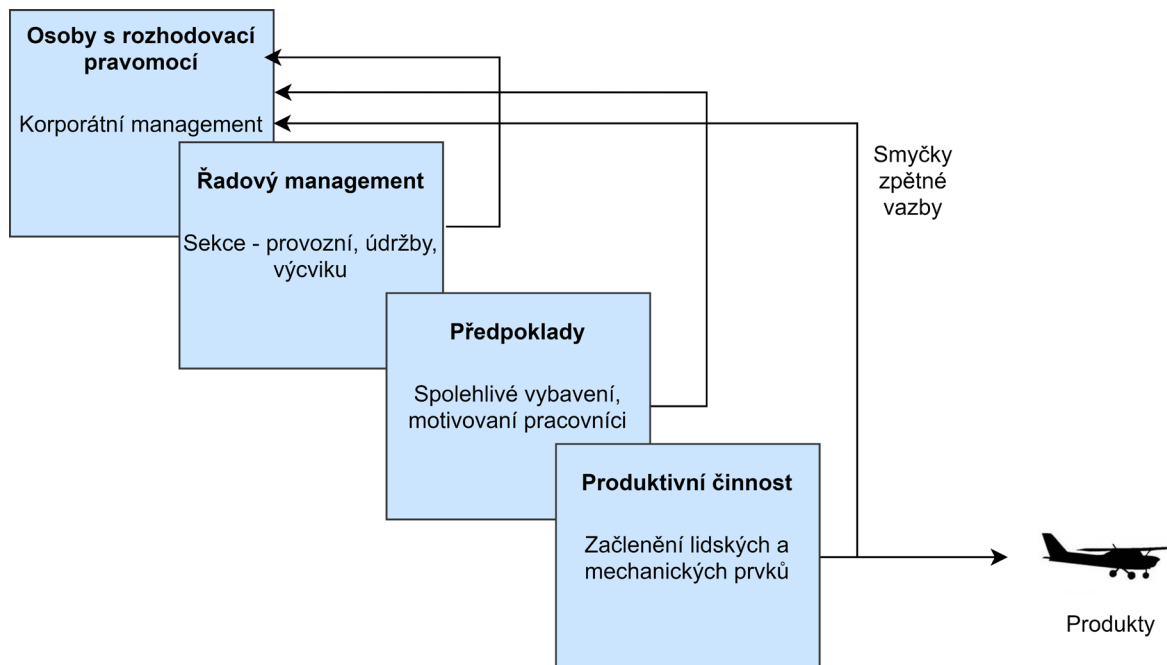 Osoby s rozhodovací
pravomocí
Korporátní management
Řadový management
Sekce - provozní, údržby,
výcviku
Předpoklady
Spolehlivé vybavení,
motivovaní pracovníci
Produktivní činnost
Začlenění lidských a
mechanických prvků
Smyčky
zpětné
vazby
Produkty